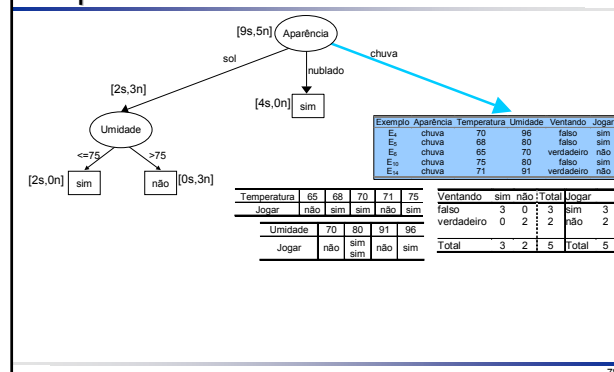 [9s,5n] Aparência
sol
nublado
chuva
[2s,3n]
[4s,0n] sim
Umidade
<=75 >75
[2s,0n] sim não [0s,3n]
Exemplo Aparência Temperatura Umidade Ventando Jogar
E4 chuva 70 96 falso sim
E5 chuva 68 80 falso sim
E6 chuva 65 70 verdadeiro não
E10 chuva 75 80 falso sim
E14 chuva 71 91 verdadeiro não
Temperatura 65 68 70 71 75
Jogar não sim sim não sim
Umidade 70 80 91 96
Jogar não sim sim não sim
Ventando sim não Total Jogar
falso 3 0 3 sim 3
verdadeiro 0 2 2 não 2
Total 3 2 5 Total 5